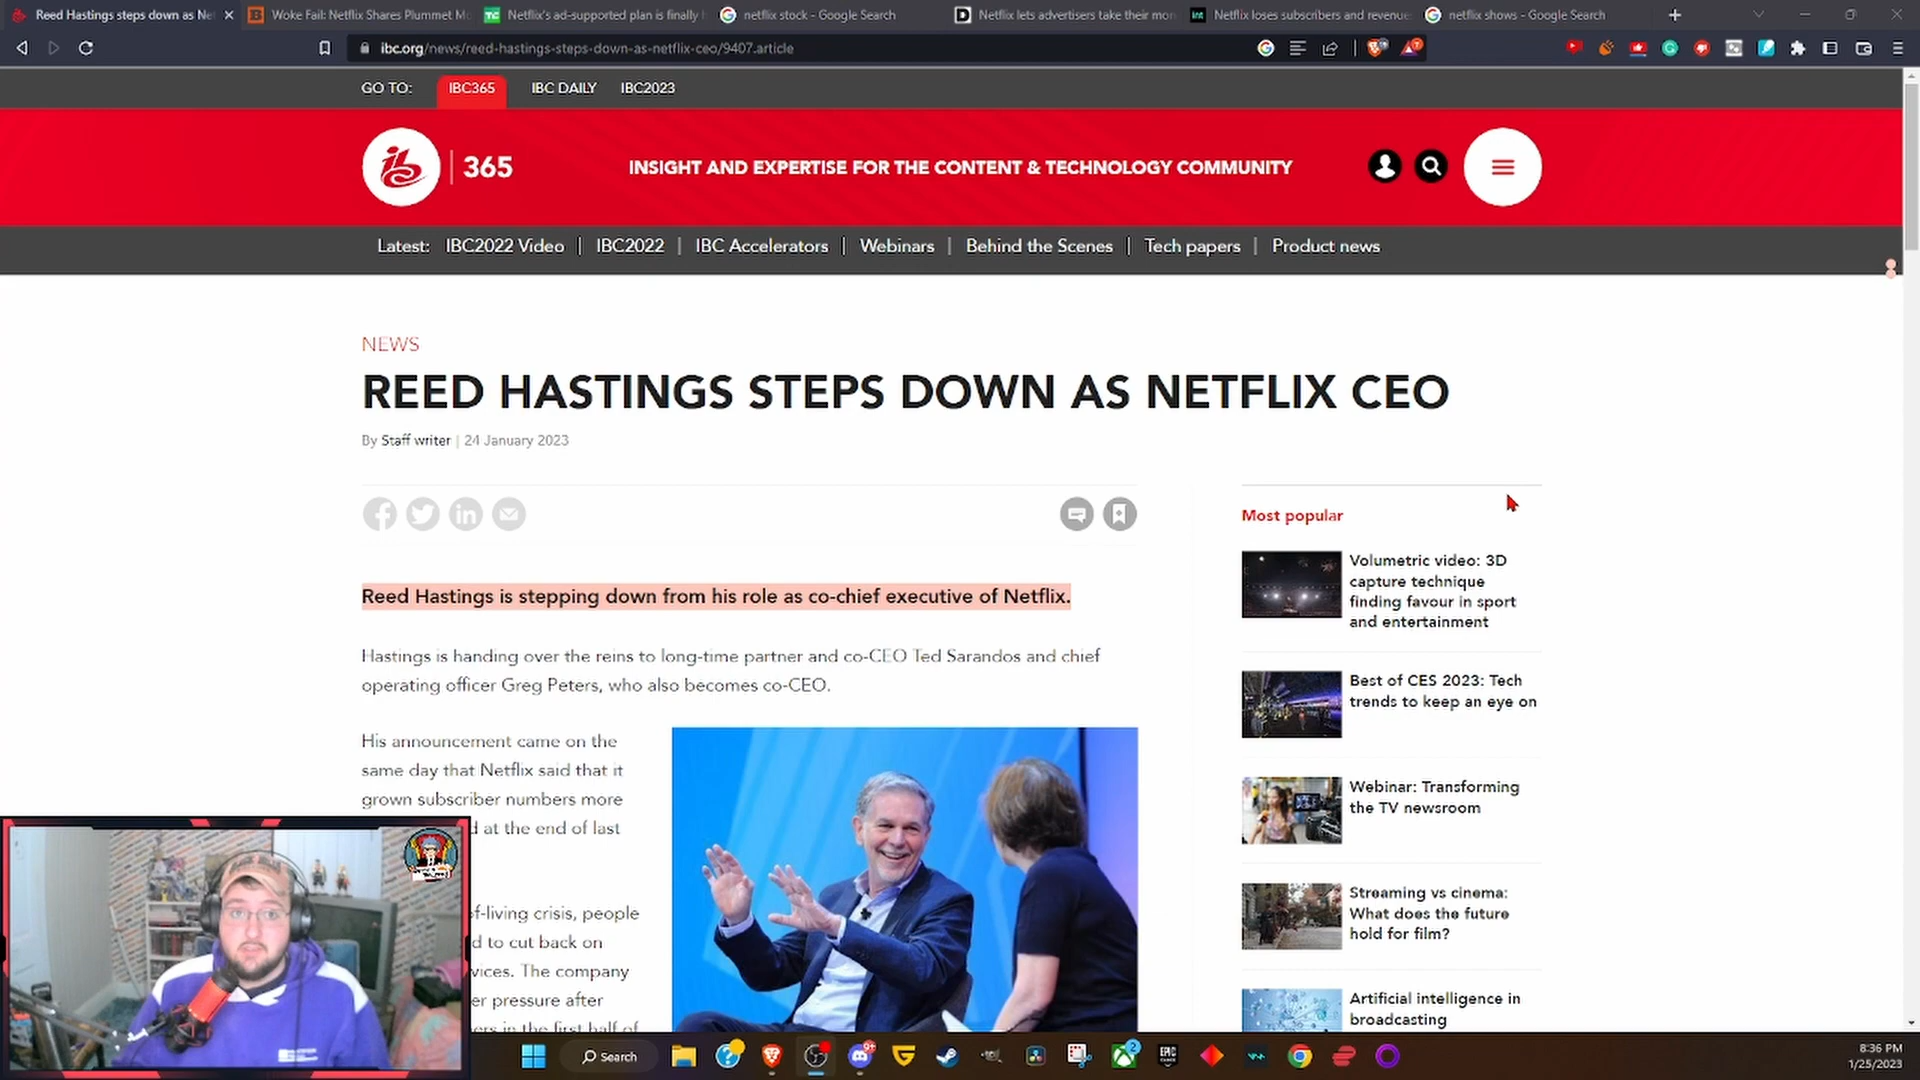 Reed Hastings steps down as Net
Woke Fail: Netflix Shares Plummet Mo
Netflix's ad-supported plan is finally h
netflix stock - Google Search
Netflix lets advertisers take their mon
Netflix loses subscribers and revenue
netflix shows - Google Search
ibc.org/news/reed-hastings-steps-down-as-netflix-ceo/9407.article
GO TO: IBC365 IBC DAILY IBC2023
365 INSIGHT AND EXPERTISE FOR THE CONTENT & TECHNOLOGY COMMUNITY
Latest: IBC2022 Video | IBC2022 | IBC Accelerators | Webinars | Behind the Scenes | Tech papers | Product news
NEWS
REED HASTINGS STEPS DOWN AS NETFLIX CEO
By Staff writer | 24 January 2023
Reed Hastings is stepping down from his role as co-chief executive of Netflix.
Hastings is handing over the reins to long-time partner and co-CEO Ted Sarandos and chief
operating officer Greg Peters, who also becomes co-CEO.
His announcement came on the
same day that Netflix said that it
grown subscriber numbers more
d at the end of last
f-living crisis, people
d to cut back on
vices. The company
er pressure after
ers in the first half of
Most popular
Volumetric video: 3D
capture technique
finding favour in sport
and entertainment
Best of CES 2023: Tech
trends to keep an eye on
Webinar: Transforming
the TV newsroom
Streaming vs cinema:
What does the future
hold for film?
Artificial intelligence in
broadcasting
Search
8:36 PM
1/25/2023